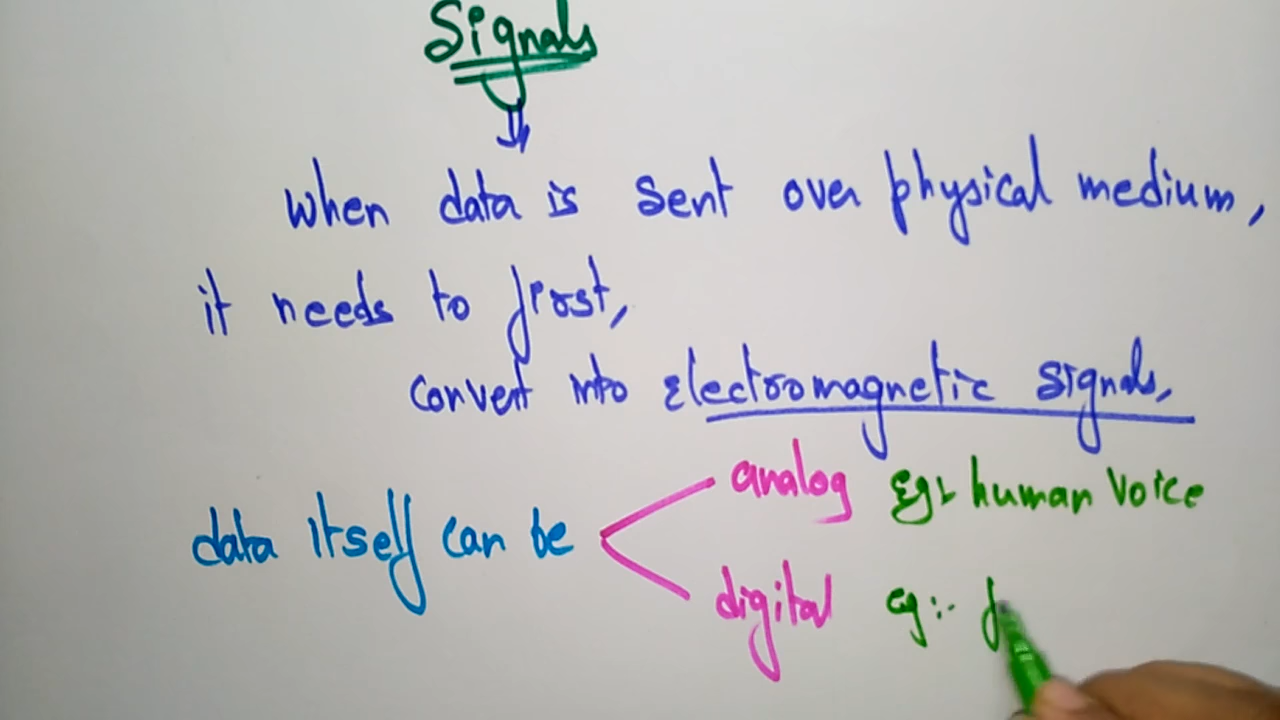 Signals
When data is sent over physical medium,
it needs to first,
convert into electromagnetic signals,
data itself can be
analog Eg:- human voice
digital eg :-